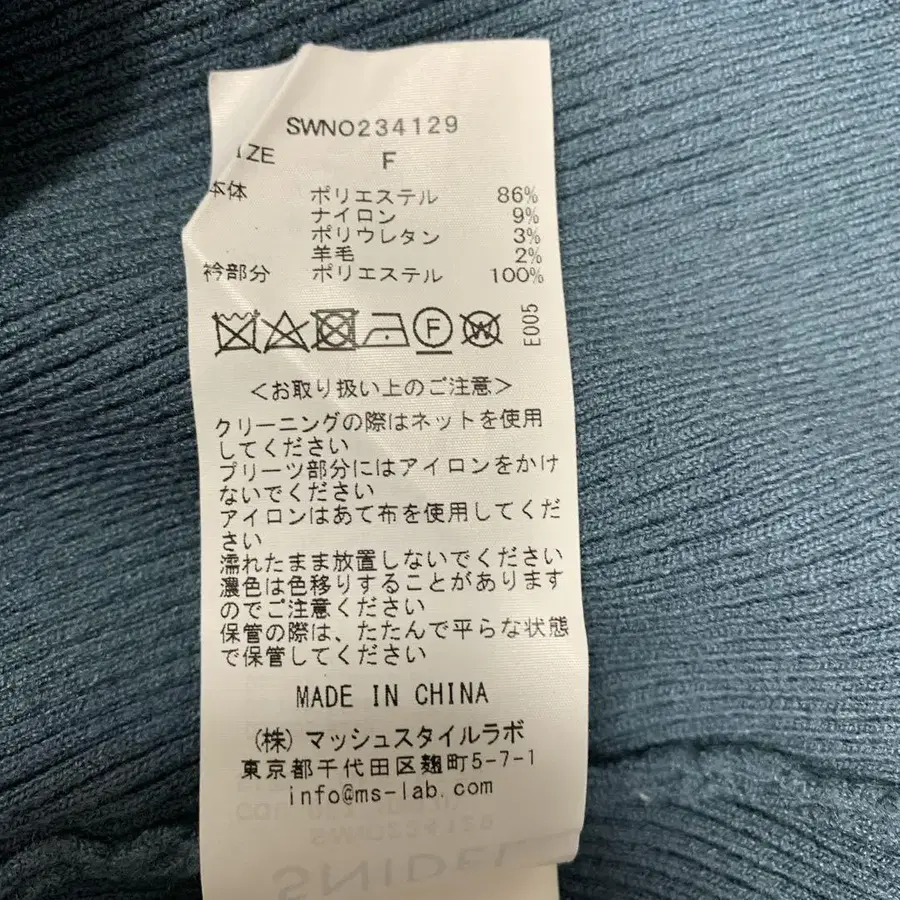 SWNO234129
IZE F
本体 ポリエステル 86%
ナイロン 9%
ポリウレタン 3%
羊毛 2%
衿部分 ポリエステル 100%
F W E005
<お取り扱い上のご注意>
クリーニングの際はネットを使用
してください
プリーツ部分にはアイロンをかけ
ないでください
アイロンはあて布を使用してくだ
さい
濡れたまま放置しないでください
濃色は色移りすることがあります
のでご注意ください
保管の際は、たたんで平らな状態
で保管してください
MADE IN CHINA
(株)マッシュスタイルラボ
東京都千代田区麹町5-7-1
info@ms-lab.com
SWNO234129
SNIDEL